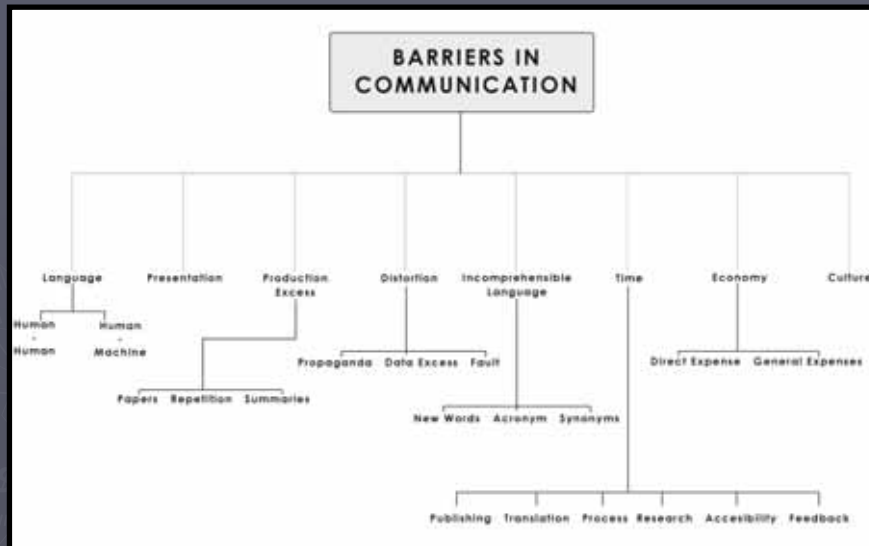 BARRIERS IN
COMMUNICATION
Language
Presentation
Production
Excess
Distortion
Incomprehensible
Language
Time
Economy
Culture
Human
-
Human
Human
-
Machine
Papers
Repetition
Summaries
Propaganda
Data Excess
Fault
New Words
Acronym
Synonyms
Direct Expense
General Expenses
Publishing
Translation
Process
Research
Accesibility
Feedback